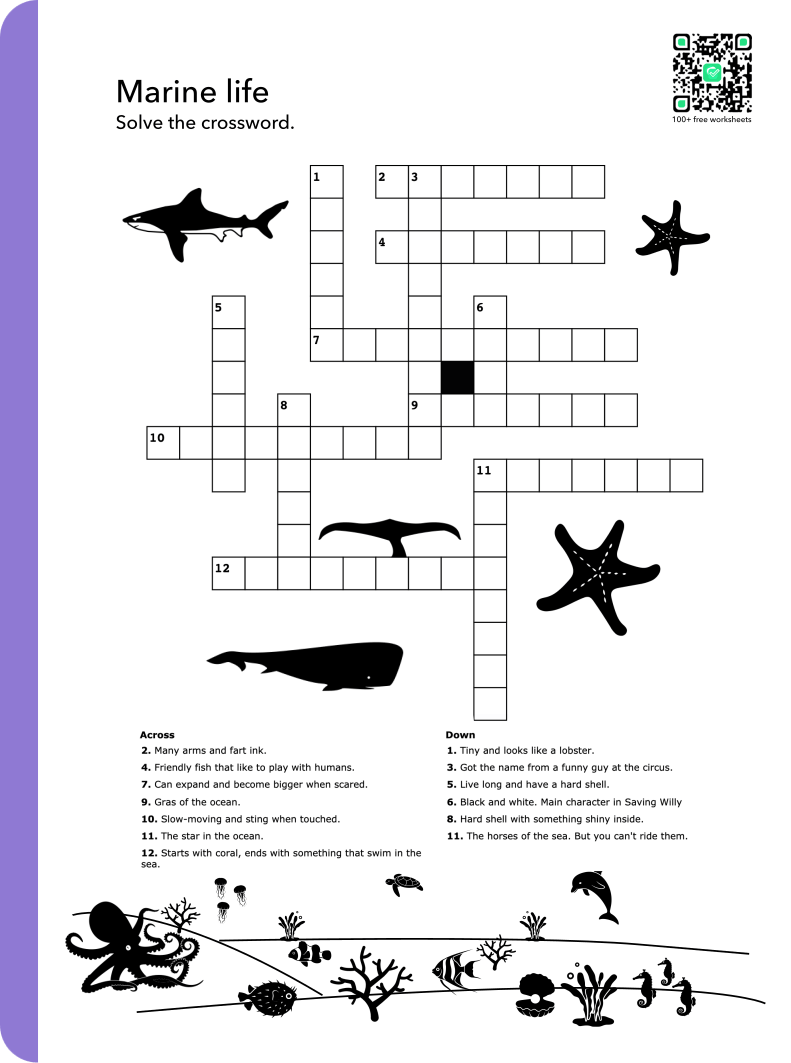 100+ free worksheets
Marine life
Solve the crossword.
1
2
3
4
5
6
7
8
9
10
11
12
Across
2. Many arms and fart ink.
4. Friendly fish that like to play with humans.
7. Can expand and become bigger when scared.
9. Gras of the ocean.
10. Slow-moving and sting when touched.
11. The star in the ocean.
12. Starts with coral, ends with something that swim in the
sea.
Down
1. Tiny and looks like a lobster.
3. Got the name from a funny guy at the circus.
5. Live long and have a hard shell.
6. Black and white. Main character in Saving Willy
8. Hard shell with something shiny inside.
11. The horses of the sea. But you can't ride them.